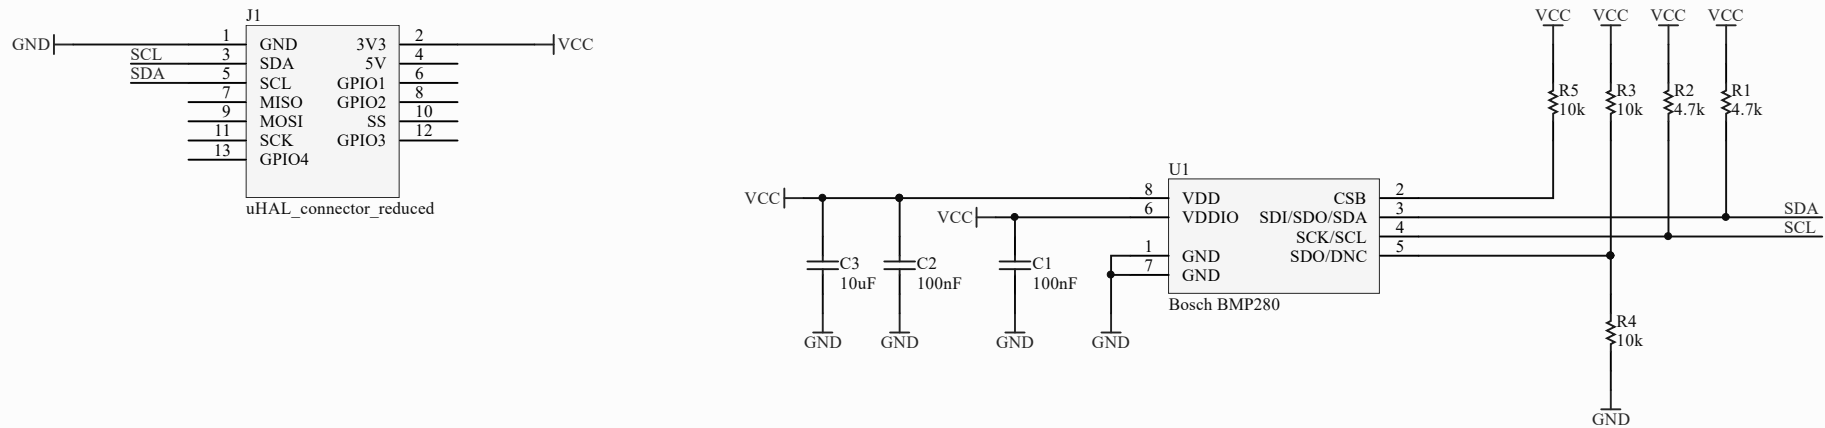 J1
GND
1
GND
3V3
2
VCC
SCL
3
SDA
5V
4
SDA
5
SCL
GPIO1
6
7
MISO
GPIO2
8
9
MOSI
SS
10
11
SCK
GPIO3
12
13
GPIO4
uHAL_connector_reduced
VCC
VCC
VCC
VCC
R5
10k
R3
10k
R2
4.7k
R1
4.7k
U1
VCC
8
VDD
CSB
2
VCC
6
VDDIO
SDI/SDO/SDA
3
SDA
SCK/SCL
4
SCL
1
GND
SDO/DNC
5
7
GND
C3
10uF
C2
100nF
C1
100nF
Bosch BMP280
GND
GND
GND
GND
R4
10k
GND